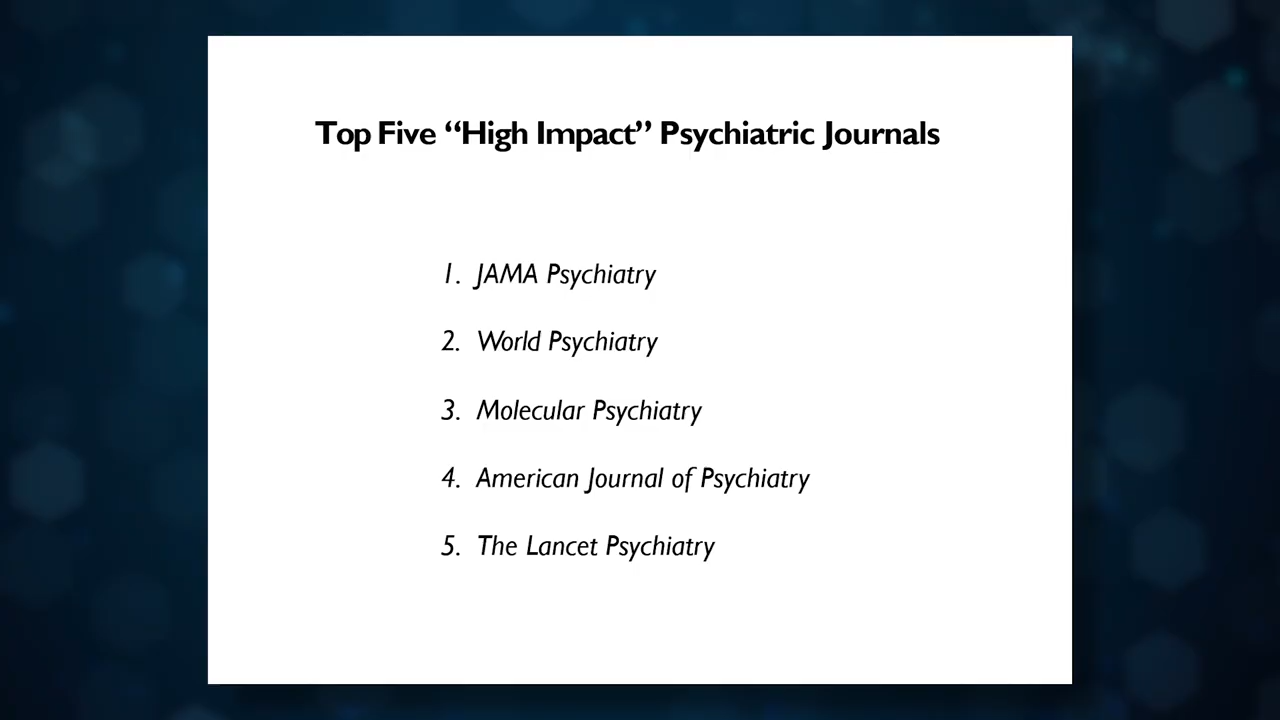 Top Five “High Impact” Psychiatric Journals
1. JAMA Psychiatry
2. World Psychiatry
3. Molecular Psychiatry
4. American Journal of Psychiatry
5. The Lancet Psychiatry